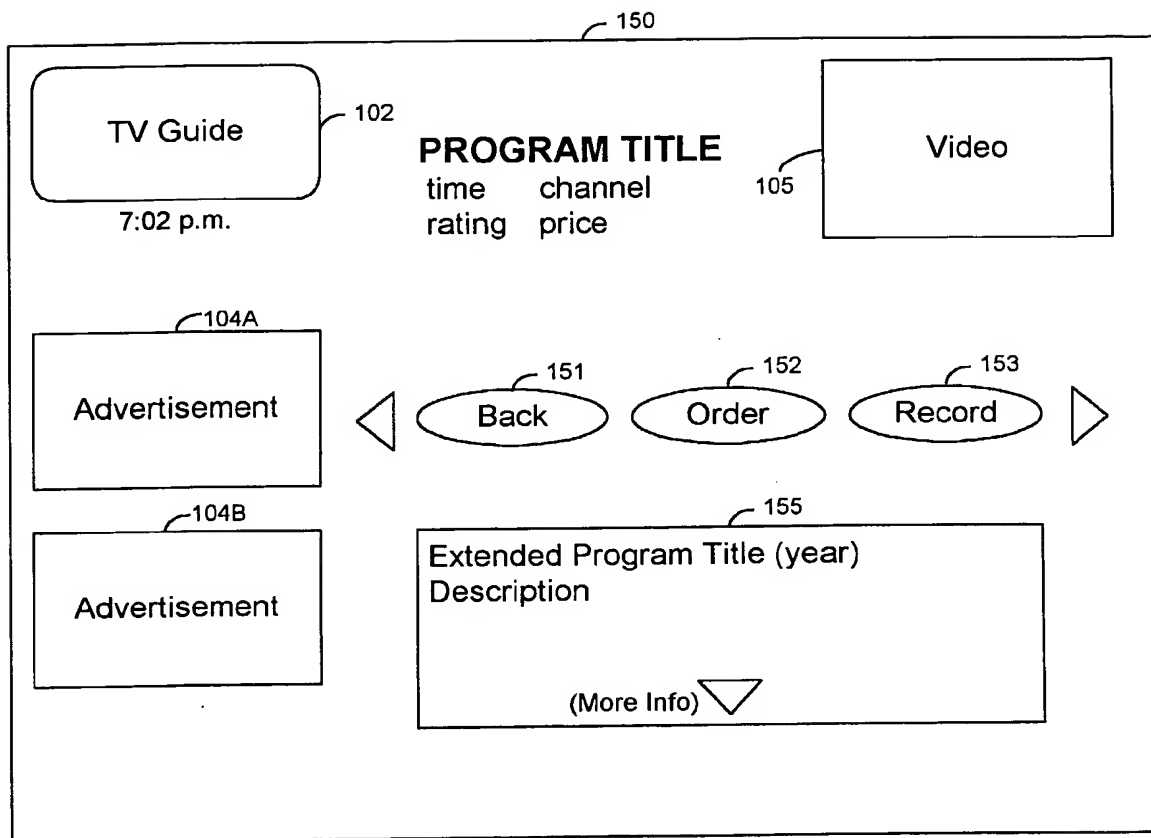 150
TV Guide
102
7:02 p.m.
PROGRAM TITLE
time channel
rating price
105
Video
104A
Advertisement
151
Back
152
Order
153
Record
104B
Advertisement
155
Extended Program Title (year)
Description
(More Info)